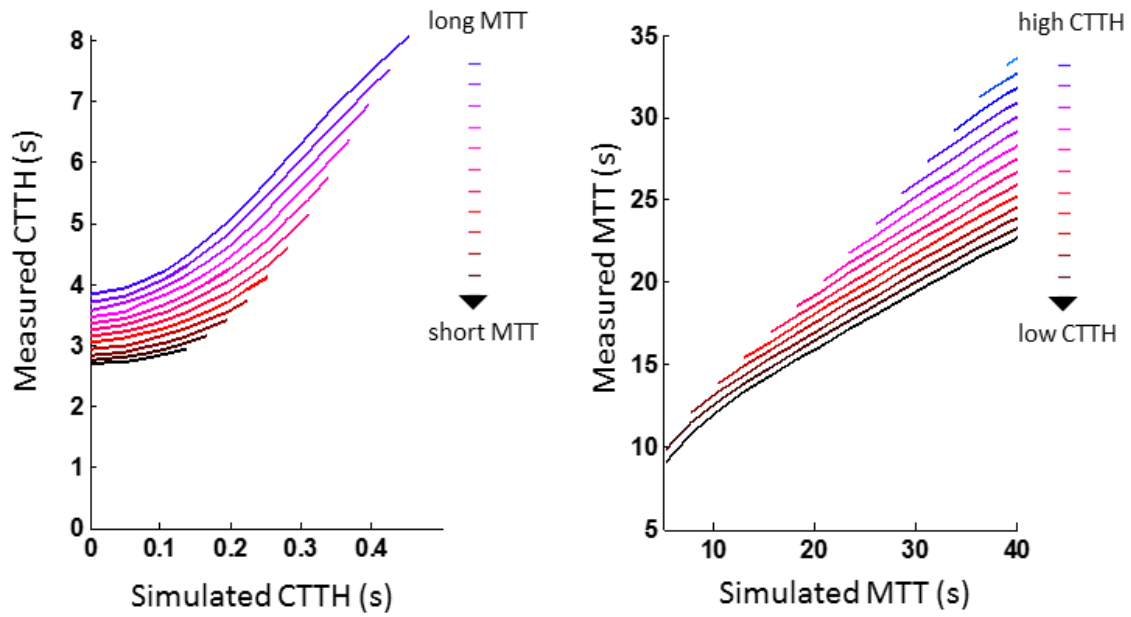 long MTT
short MTT
8
7
6
5
4
3
2
1
0
Measured CTTH (s)
0 0.1 0.2 0.3 0.4
Simulated CTTH (s)
high CTTH
low CTTH
35
30
25
20
15
10
5
Measured MTT (s)
10 20 30 40
Simulated MTT (s)